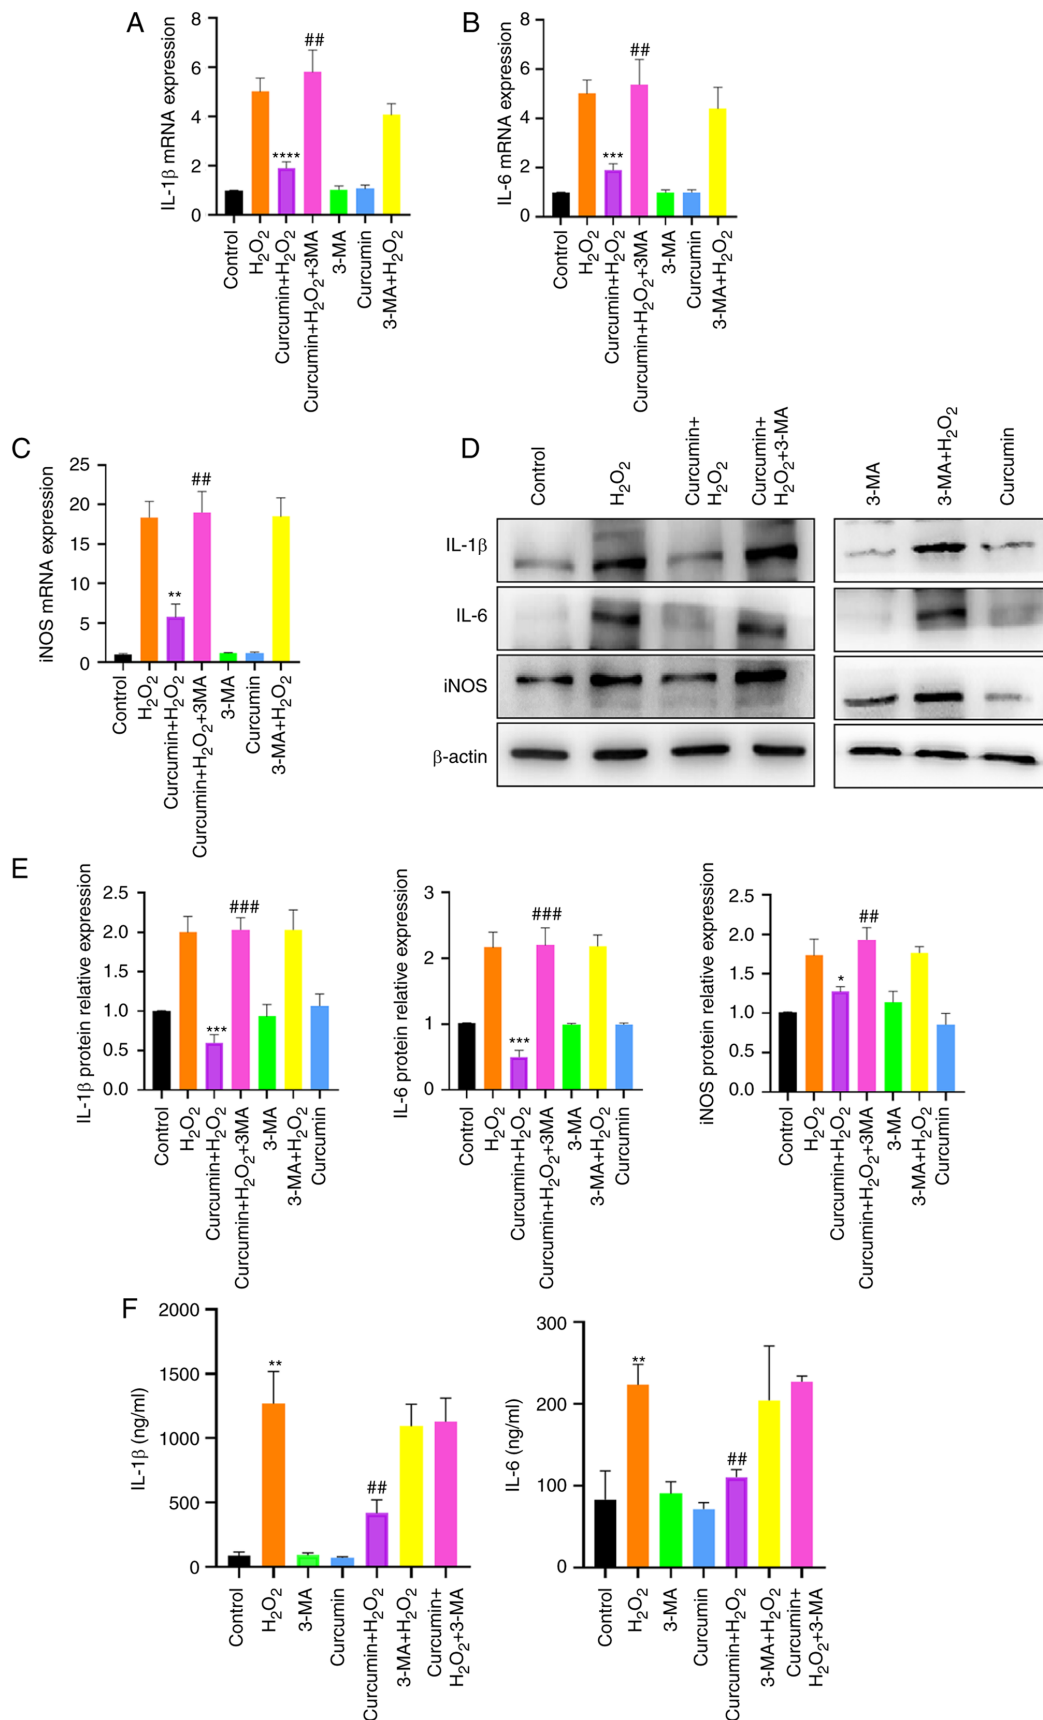 A
IL-1β mRNA expression
8
6
4
2
0
##
****
Control
H₂O₂
Curcumin+H₂O₂
Curcumin+H₂O₂+3MA
3-MA
Curcumin
3-MA+H₂O₂
B
IL-6 mRNA expression
8
6
4
2
0
##
***
Control
H₂O₂
Curcumin+H₂O₂
Curcumin+H₂O₂+3MA
3-MA
Curcumin
3-MA+H₂O₂
C
iNOS mRNA expression
25
20
15
10
5
0
##
**
Control
H₂O₂
Curcumin+H₂O₂
Curcumin+H₂O₂+3MA
3-MA
Curcumin
3-MA+H₂O₂
D
Control
H₂O₂
Curcumin+
H₂O₂
Curcumin+
H₂O₂+3-MA
3-MA
3-MA+H₂O₂
Curcumin
IL-1β
IL-6
iNOS
β-actin
E
IL-1β protein relative expression
2.5
2.0
1.5
1.0
0.5
0.0
###
***
Control
H₂O₂
Curcumin+H₂O₂
Curcumin+H₂O₂+3MA
3-MA
3-MA+H₂O₂
Curcumin
IL-6 protein relative expression
3
2
1
0
###
***
Control
H₂O₂
Curcumin+H₂O₂
Curcumin+H₂O₂+3MA
3-MA
3-MA+H₂O₂
Curcumin
iNOS protein relative expression
2.5
2.0
1.5
1.0
0.5
0.0
##
*
Control
H₂O₂
Curcumin+H₂O₂
Curcumin+H₂O₂+3MA
3-MA
3-MA+H₂O₂
Curcumin
F
IL-1β (ng/ml)
2000
1500
1000
500
0
**
##
Control
H₂O₂
3-MA
Curcumin
Curcumin+H₂O₂
3-MA+H₂O₂
Curcumin+
H₂O₂+3-MA
IL-6 (ng/ml)
300
200
100
0
**
##
Control
H₂O₂
3-MA
Curcumin
Curcumin+H₂O₂
3-MA+H₂O₂
Curcumin+
H₂O₂+3-MA